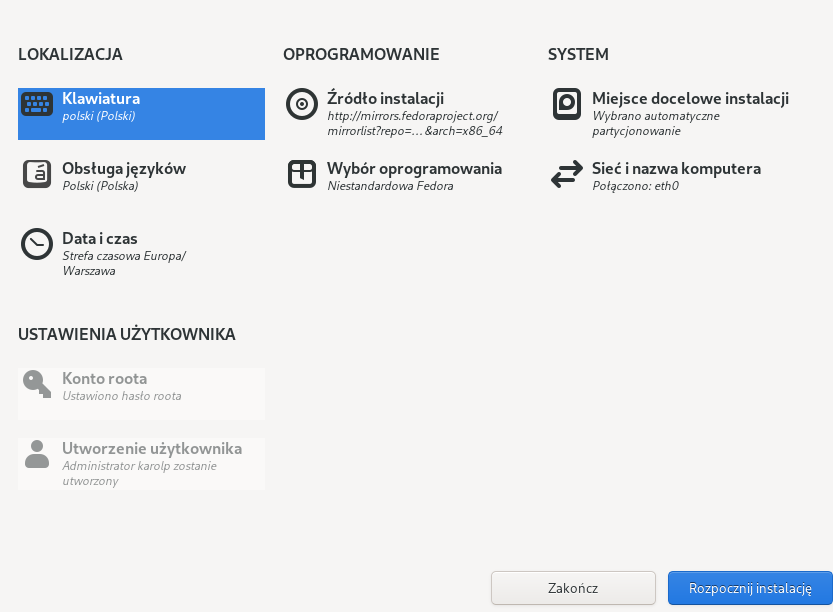 LOKALIZACJA
Klawiatura
polski (Polski)
Obsługa języków
Polski (Polska)
Data i czas
Strefa czasowa Europa/
Warszawa
OPROGRAMOWANIE
Źródło instalacji
http://mirrors.fedoraproject.org/
mirrorlist?repo=…&arch=x86_64
Wybór oprogramowania
Niestandardowa Fedora
SYSTEM
Miejsce docelowe instalacji
Wybrano automatyczne
partycjonowanie
Sieć i nazwa komputera
Połączono: eth0
USTAWIENIA UŻYTKOWNIKA
Konto roota
Ustawiono hasło roota
Utworzenie użytkownika
Administrator karolp zostanie
utworzony
Zakończ
Rozpocznij instalację